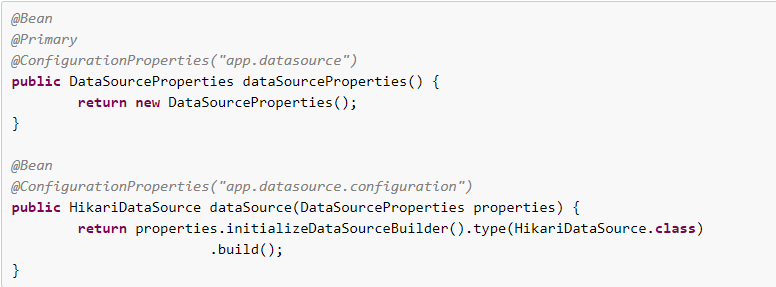 @Bean
@Primary
@ConfigurationProperties("app.datasource")
public DataSourceProperties dataSourceProperties() {
        return new DataSourceProperties();
}

@Bean
@ConfigurationProperties("app.datasource.configuration")
public HikariDataSource dataSource(DataSourceProperties properties) {
        return properties.initializeDataSourceBuilder().type(HikariDataSource.class)
                        .build();
}